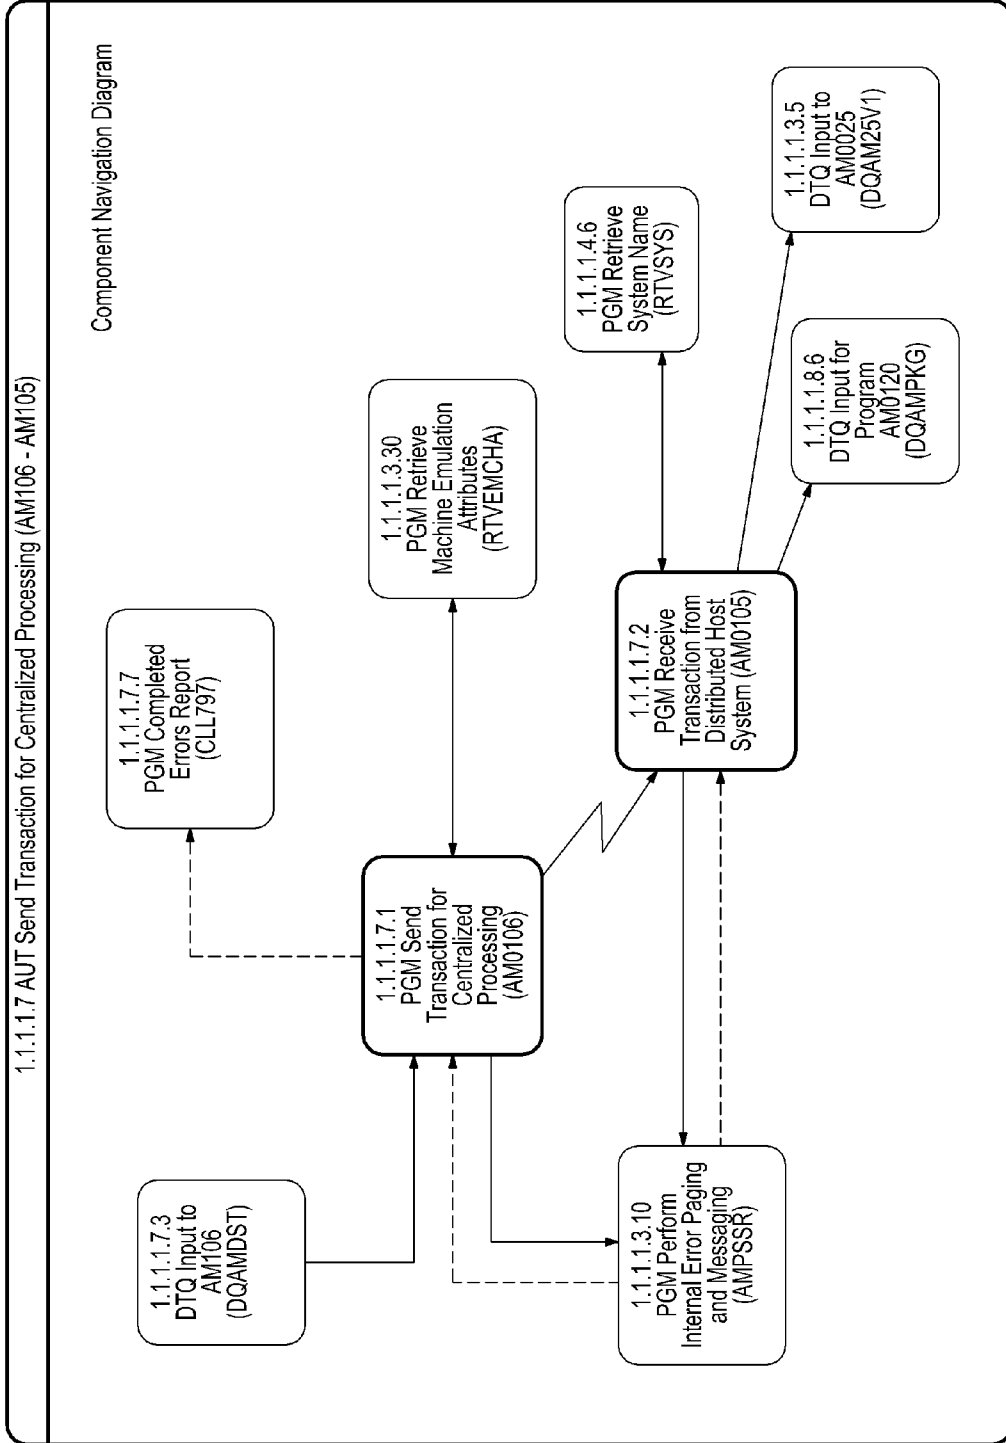 1.1.1.1.7 AUT Send Transaction for Centralized Processing (AM106 - AM105)
Component Navigation Diagram
1.1.1.1.7.3
DTQ Input to
AM106
(DQAMDST)
1.1.1.1.7.7
PGM Completed
Errors Report
(CLL797)
1.1.1.1.7.1
PGM Send
Transaction for
Centralized
Processing
(AM0106)
1.1.1.1.3.30
PGM Retrieve
Machine Emulation
Attributes
(RTVEMCHA)
1.1.1.1.4.6
PGM Retrieve
System Name
(RTVSYS)
1.1.1.1.3.10
PGM Perform
Internal Error Paging
and Messaging
(AMPSSR)
1.1.1.1.7.2
PGM Receive
Transaction from
Distributed Host
System (AM0105)
1.1.1.1.8.6
DTQ Input for
Program
AM0120
(DQAMPKG)
1.1.1.1.3.5
DTQ Input to
AM0025
(DQAM25V1)